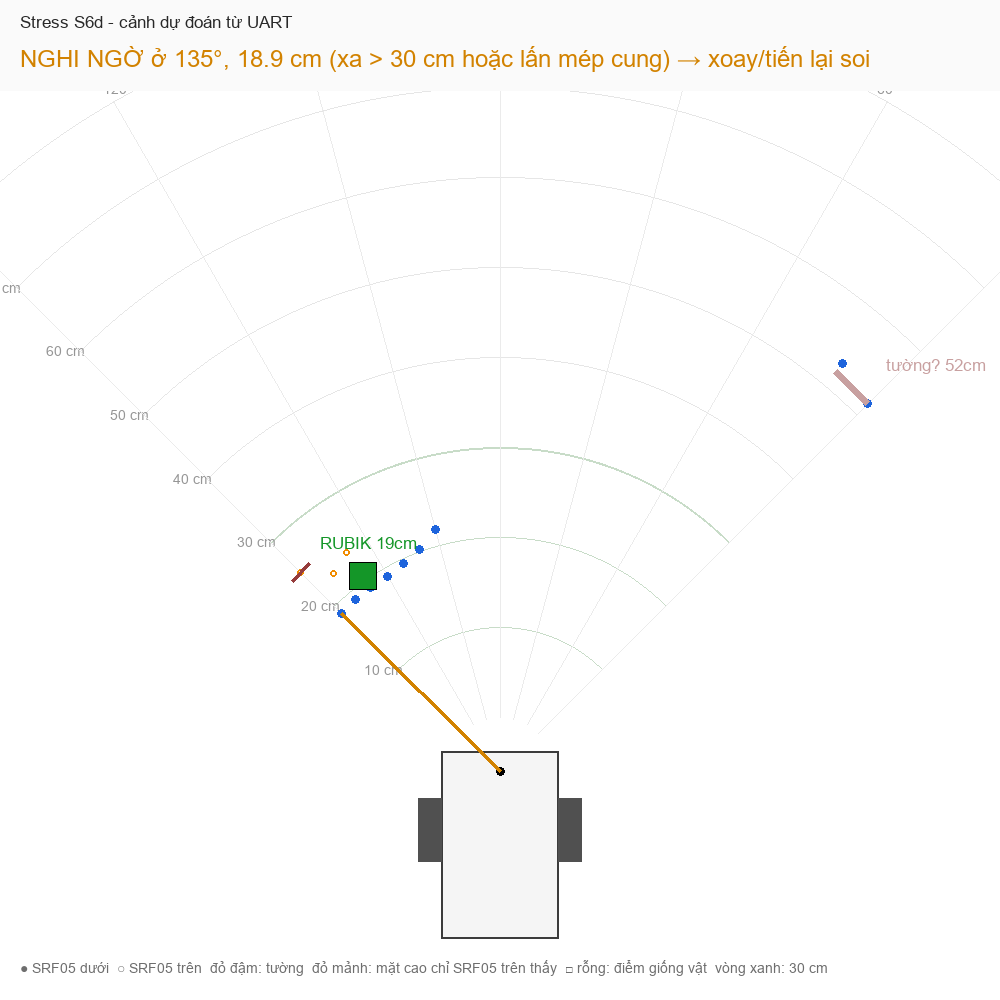 Stress S6d - cảnh dự đoán từ UART
NGHI NGỜ ở 135°, 18.9 cm (xa > 30 cm hoặc lấn mép cung) → xoay/tiến lại soi
cm
60 cm
50 cm
tường? 52cm
40 cm
30 cm
RUBIK 19cm
20 cm
10 cm
● SRF05 dưới ○ SRF05 trên đỏ đậm: tường đỏ mảnh: mặt cao chỉ SRF05 trên thấy □ rỗng: điểm giống vật vòng xanh: 30 cm